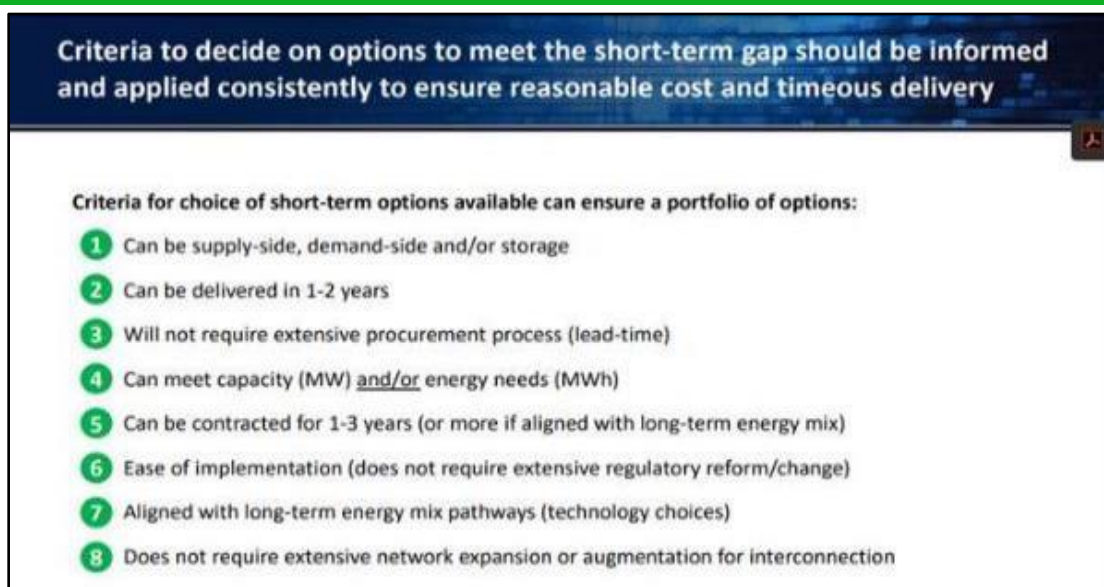 Criteria to decide on options to meet the short-term gap should be informed
and applied consistently to ensure reasonable cost and timeous delivery
Criteria for choice of short-term options available can ensure a portfolio of options:
1 Can be supply-side, demand-side and/or storage
2 Can be delivered in 1-2 years
3 Will not require extensive procurement process (lead-time)
4 Can meet capacity (MW) and/or energy needs (MWh)
5 Can be contracted for 1-3 years (or more if aligned with long-term energy mix)
6 Ease of implementation (does not require extensive regulatory reform/change)
7 Aligned with long-term energy mix pathways (technology choices)
8 Does not require extensive network expansion or augmentation for interconnection